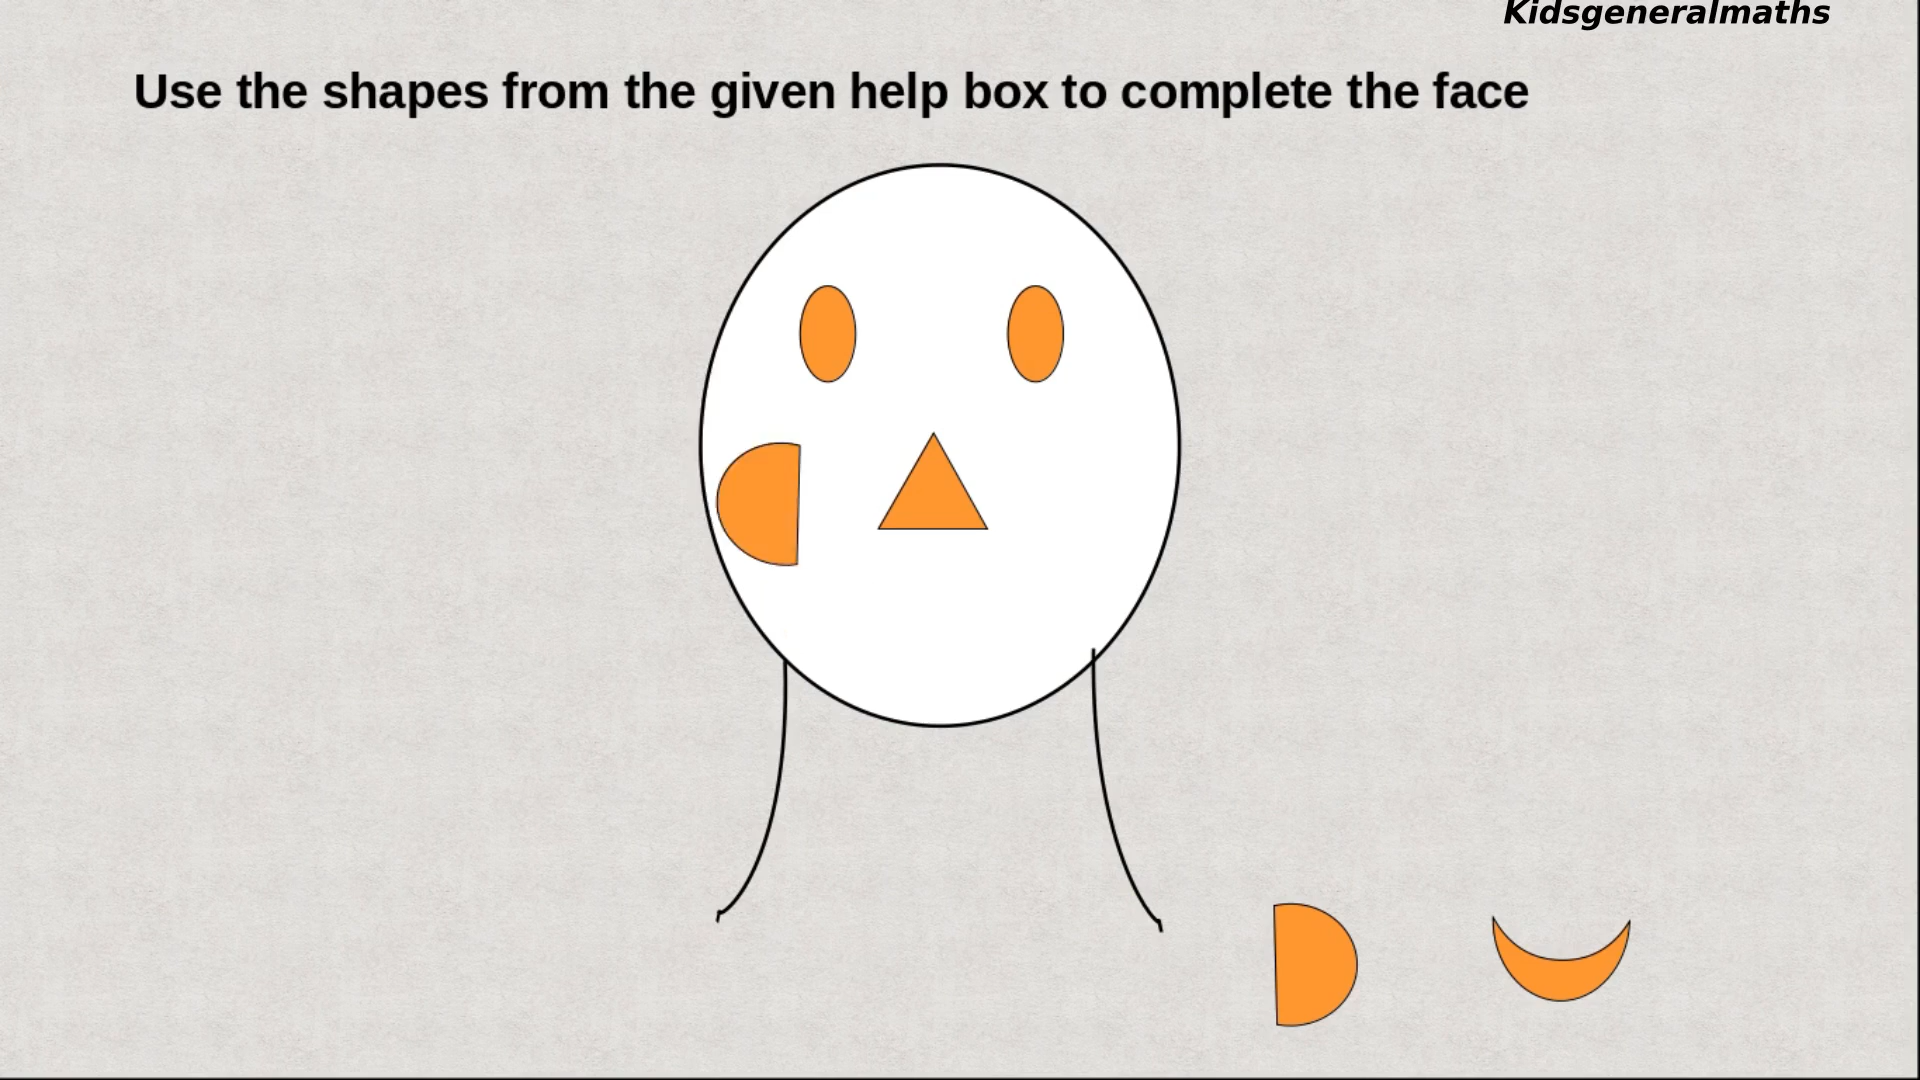 Kidsgeneralmaths
Use the shapes from the given help box to complete the face